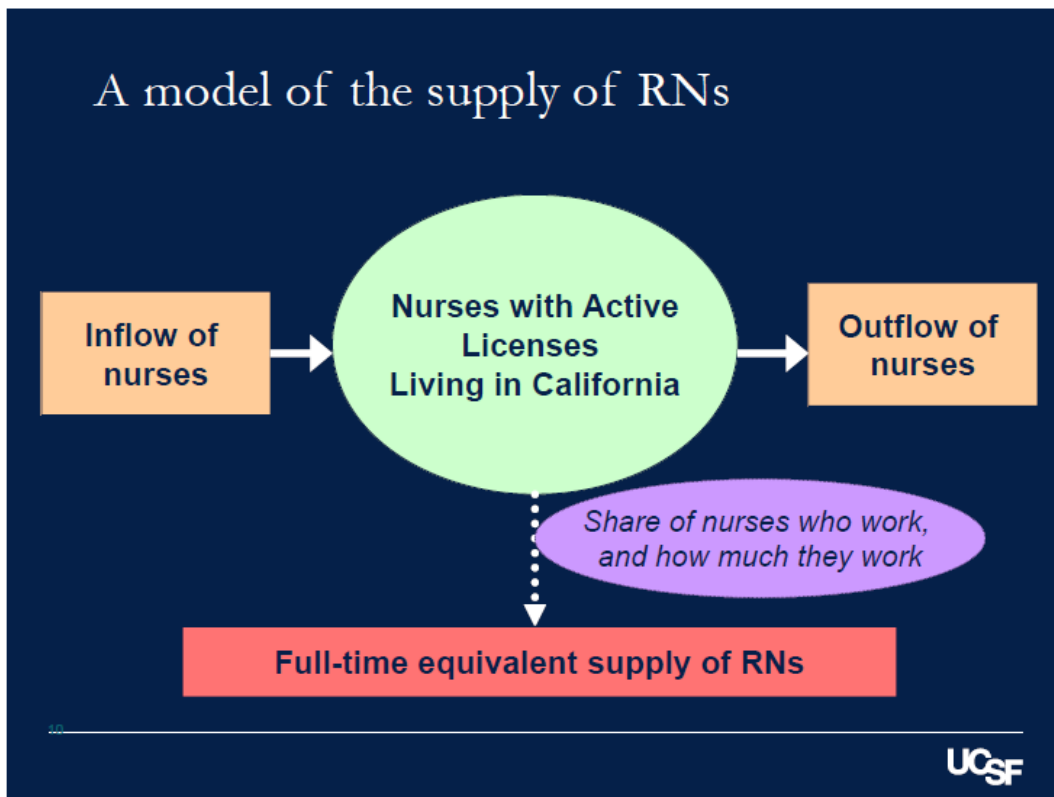 A model of the supply of RNs
Inflow of
nurses
Nurses with Active
Licenses
Living in California
Outflow of
nurses
Share of nurses who work,
and how much they work
Full-time equivalent supply of RNs
10
UCSF